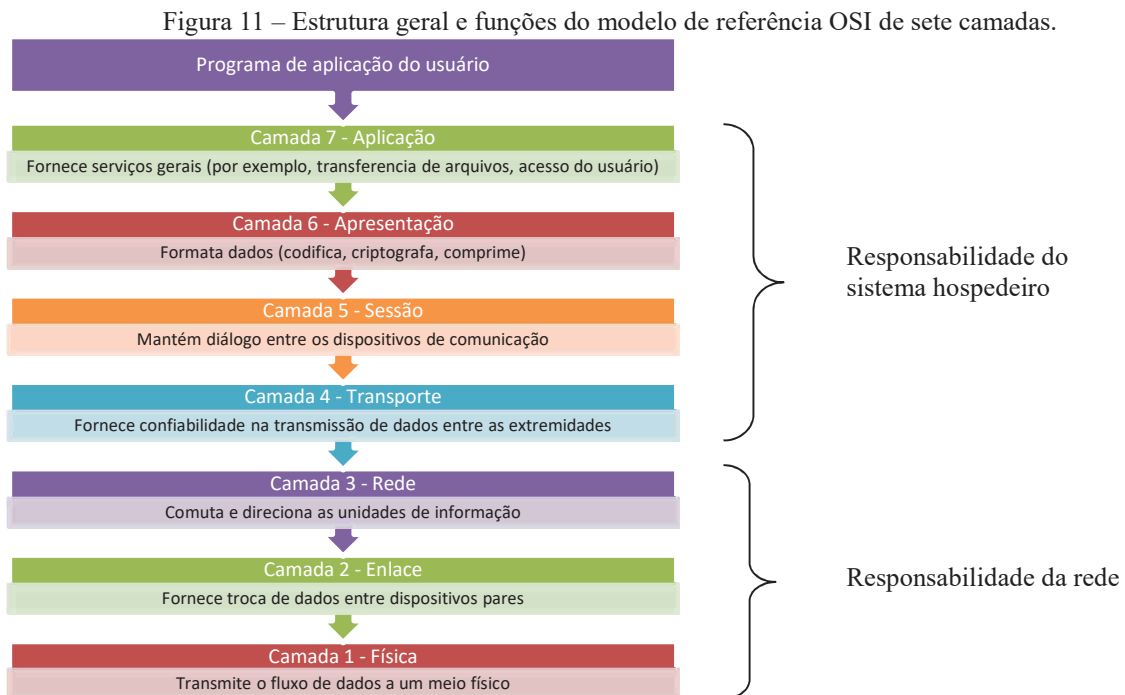 Figura 11 – Estrutura geral e funções do modelo de referência OSI de sete camadas.
Programa de aplicação do usuário
Camada 7 - Aplicação
Fornece serviços gerais (por exemplo, transferencia de arquivos, acesso do usuário)
Camada 6 - Apresentação
Formata dados (codifica, criptografa, comprime)
Camada 5 - Sessão
Mantém diálogo entre os dispositivos de comunicação
Camada 4 - Transporte
Fornece confiabilidade na transmissão de dados entre as extremidades
Responsabilidade do
sistema hospedeiro
Camada 3 - Rede
Comuta e direciona as unidades de informação
Camada 2 - Enlace
Fornece troca de dados entre dispositivos pares
Camada 1 - Física
Transmite o fluxo de dados a um meio físico
Responsabilidade da rede